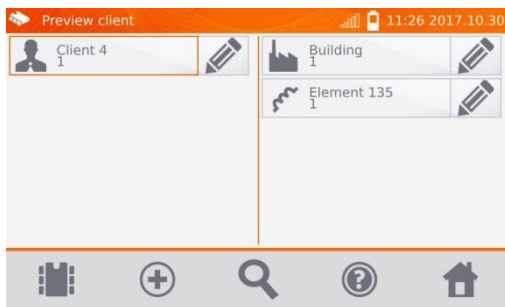 Preview client
11:26 2017.10.30
Client 4
1
Building
1
Element 135
1